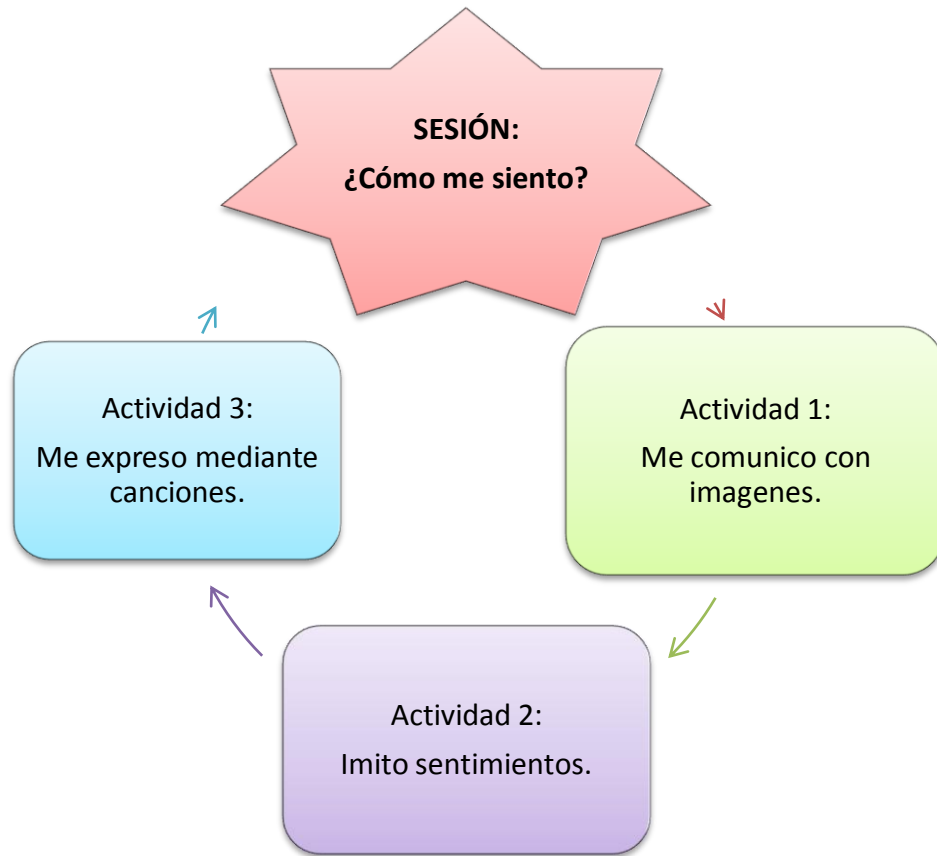 SESIÓN:
¿Cómo me siento?
Actividad 1:
Me comunico con
imagenes.
Actividad 2:
Imito sentimientos.
Actividad 3:
Me expreso mediante
canciones.